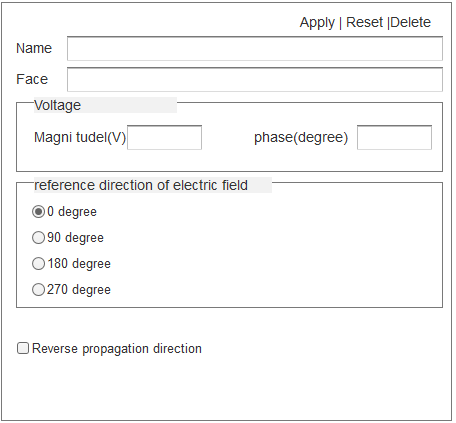 Apply | Reset |Delete
Name
Face
Voltage
Magni tudel(V) phase(degree)
reference direction of electric field
0 degree
90 degree
180 degree
270 degree
Reverse propagation direction